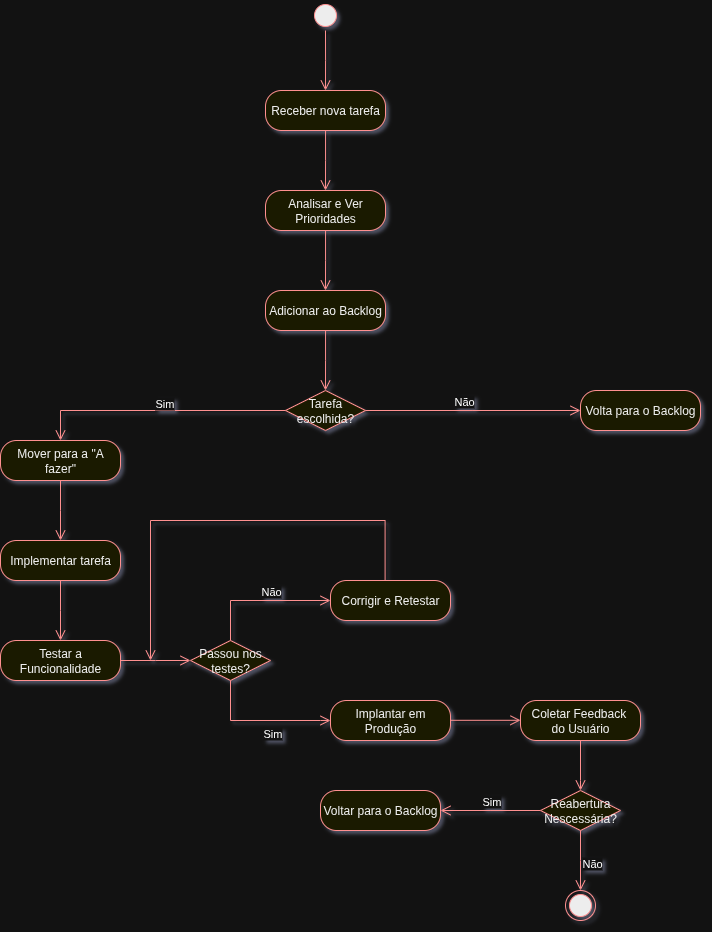 Receber nova tarefa
Analisar e Ver
Prioridades
Adicionar ao Backlog
Tarefa
escolhida?
Sim
Não
Volta para o Backlog
Mover para a "A
fazer"
Implementar tarefa
Testar a
Funcionalidade
Passou nos
testes?
Não
Corrigir e Retestar
Sim
Implantar em
Produção
Coletar Feedback
do Usuário
Reabertura
Nescessária?
Sim
Voltar para o Backlog
Não